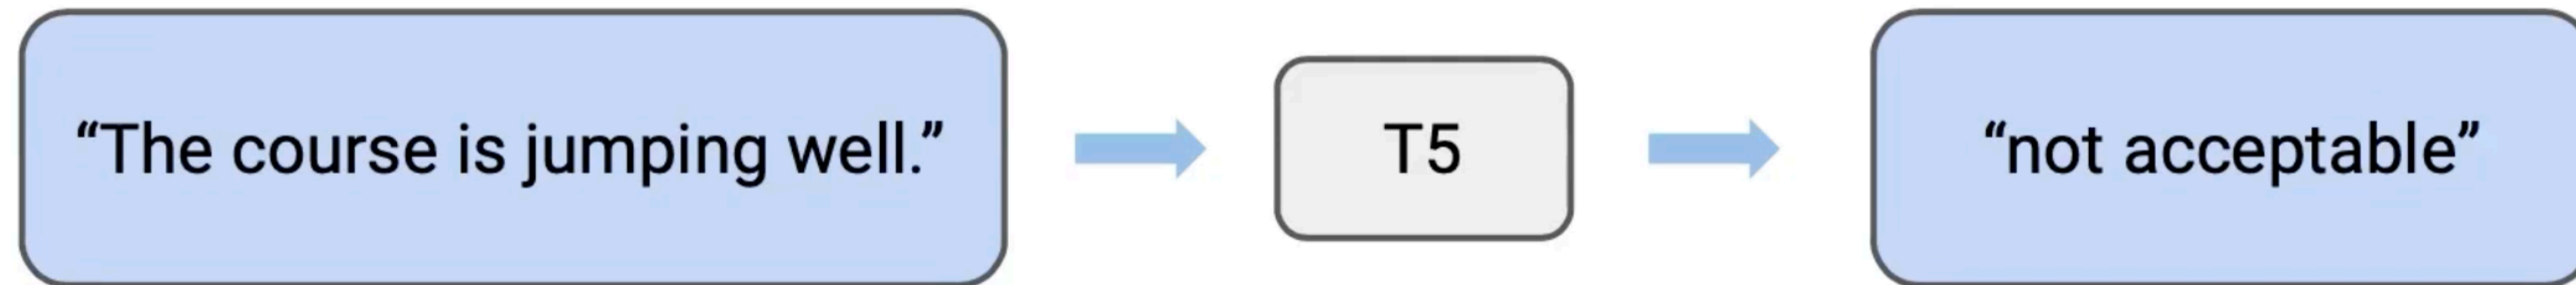 “The course is jumping well.”
T5
“not acceptable”